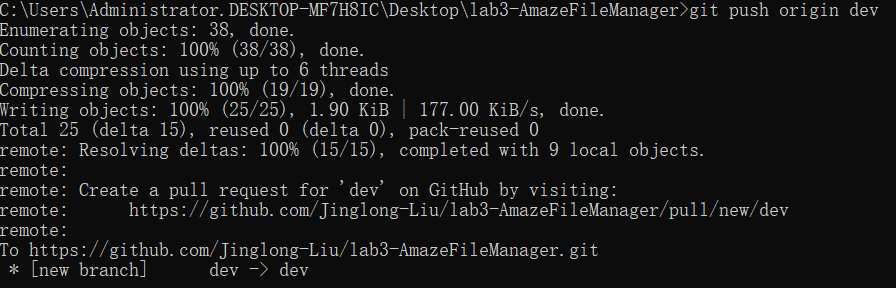 C:\Users\Administrator.DESKTOP-MF7H8IC\Desktop\lab3-AmazeFileManager>git push origin dev
Enumerating objects: 38, done.
Counting objects: 100% (38/38), done.
Delta compression using up to 6 threads
Compressing objects: 100% (19/19), done.
Writing objects: 100% (25/25), 1.90 KiB | 177.00 KiB/s, done.
Total 25 (delta 15), reused 0 (delta 0), pack-reused 0
remote: Resolving deltas: 100% (15/15), completed with 9 local objects.
remote:
remote: Create a pull request for 'dev' on GitHub by visiting:
remote:      https://github.com/Jinglong-Liu/lab3-AmazeFileManager/pull/new/dev
remote:
To https://github.com/Jinglong-Liu/lab3-AmazeFileManager.git
 * [new branch]      dev -> dev